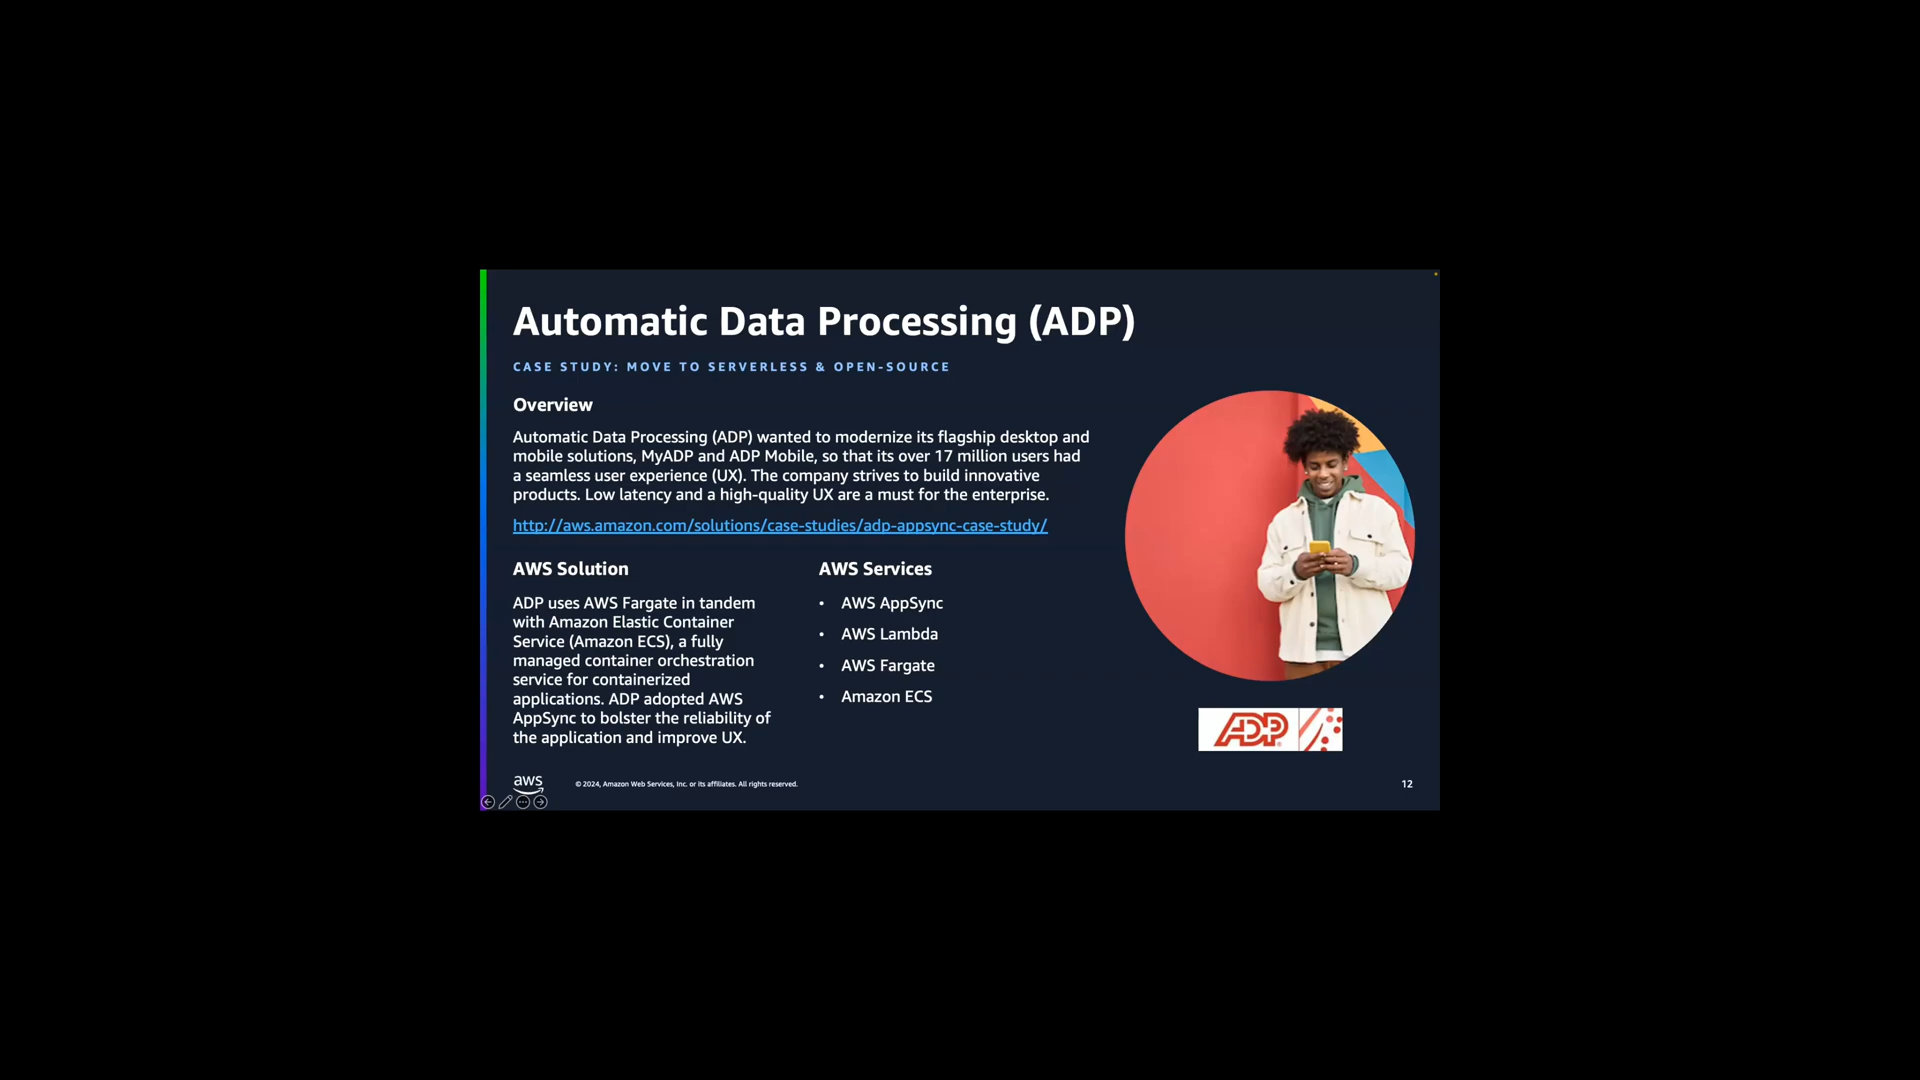 Automatic Data Processing (ADP)
CASE STUDY: MOVE TO SERVERLESS & OPEN-SOURCE
Overview
Automatic Data Processing (ADP) wanted to modernize its flagship desktop and
mobile solutions, MyADP and ADP Mobile, so that its over 17 million users had
a seamless user experience (UX). The company strives to build innovative
products. Low latency and a high-quality UX are a must for the enterprise.
http://aws.amazon.com/solutions/case-studies/adp-appsync-case-study/
AWS Solution
ADP uses AWS Fargate in tandem
with Amazon Elastic Container
Service (Amazon ECS), a fully
managed container orchestration
service for containerized
applications. ADP adopted AWS
AppSync to bolster the reliability of
the application and improve UX.
AWS Services
• AWS AppSync
• AWS Lambda
• AWS Fargate
• Amazon ECS
ADP
aws
© 2024, Amazon Web Services, Inc. or its affiliates. All rights reserved.
12